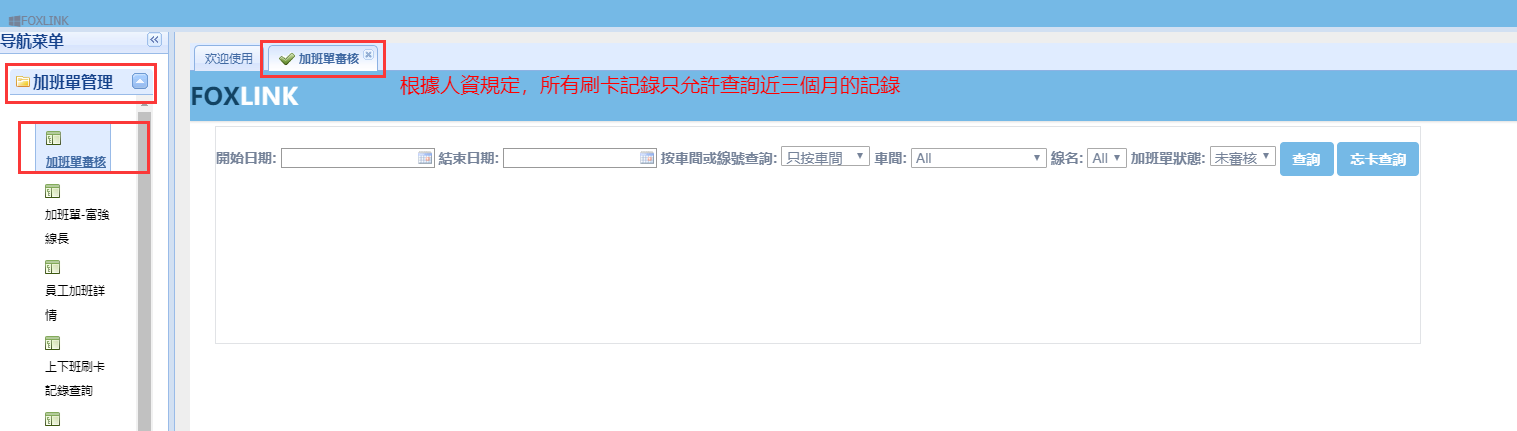 FOXLINK
导航菜单
加班單管理
加班單審核
加班單-富強
線長
員工加班詳
情
上下班刷卡
記錄查詢
欢迎使用 加班單審核
根據人資規定，所有刷卡記錄只允許查詢近三個月的記錄
FOXLINK
開始日期: 結束日期: 按車間或線號查詢: 只按車間 車間: All 線名: All 加班單狀態: 未審核 查詢 忘卡查詢